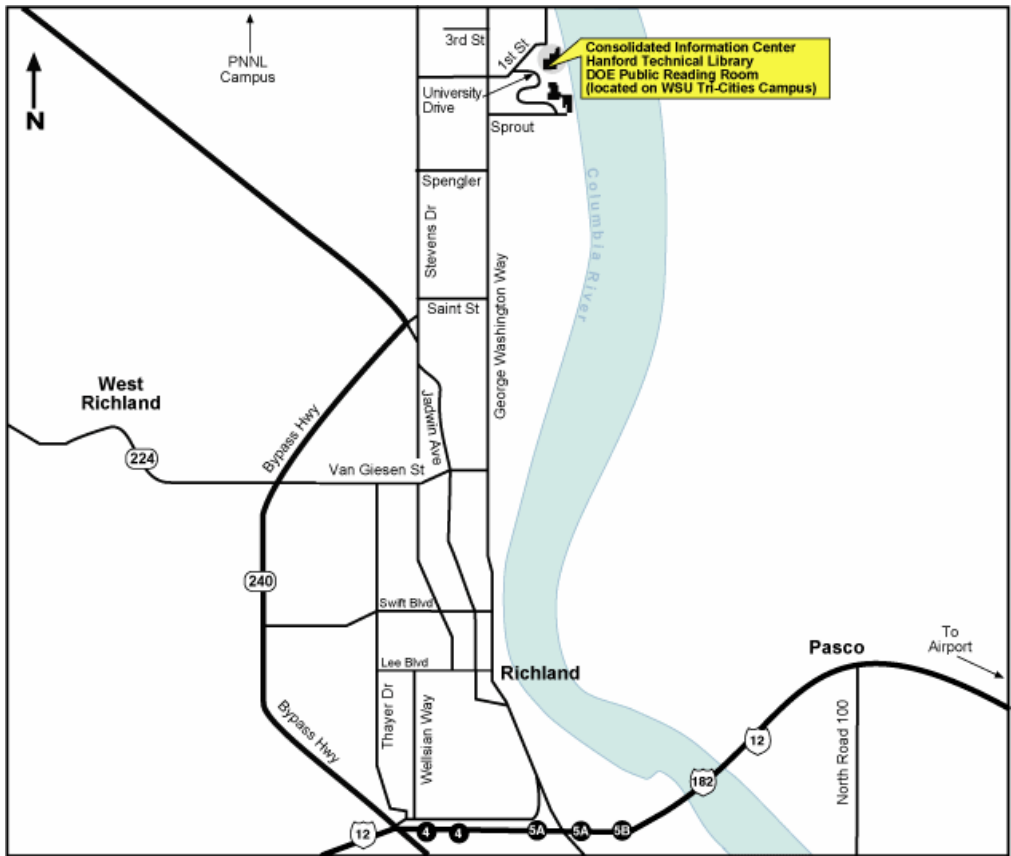 PNNL
Campus
N
3rd St
1st St
Consolidated Information Center
Hanford Technical Library
DOE Public Reading Room
(located on WSU Tri-Cities Campus)
University
Drive
Sprout
Spengler
Columbia River
Stevens Dr
George Washington Way
Saint St
West
Richland
Jadwin Ave
Bypass Hwy
224
Van Giesen St
240
Swift Blvd
Lee Blvd
Richland
Pasco
To
Airport
Thayer Dr
Wellsian Way
Bypass Hwy
North Road 100
12
182
12
4
4
5A
5A
5B